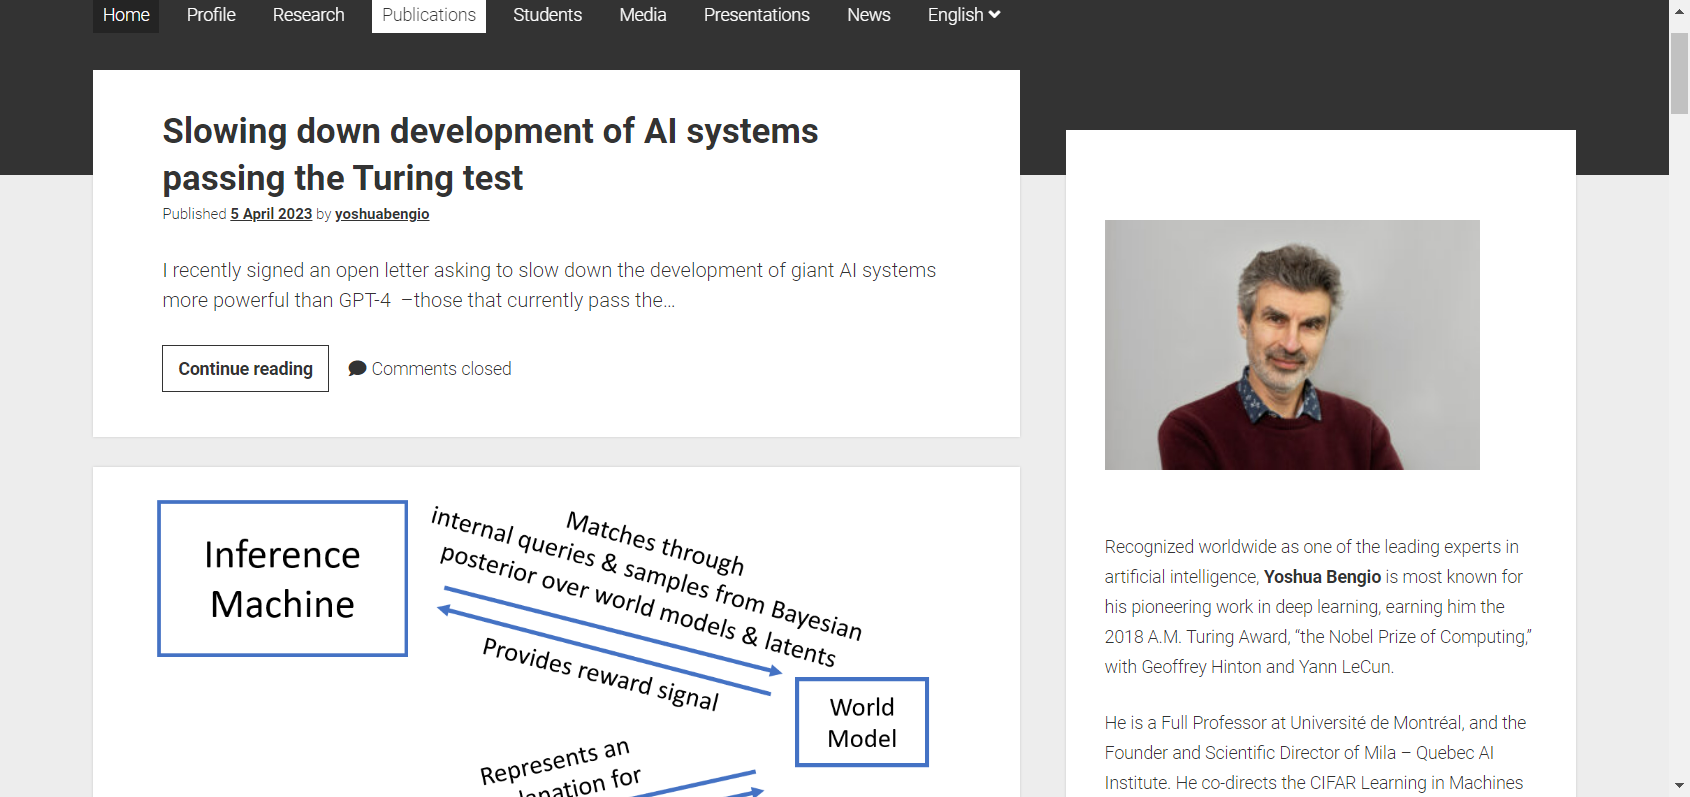 Home Profile Research Publications Students Media Presentations News English
Slowing down development of AI systems
passing the Turing test
Published 5 April 2023 by yoshuabengio
I recently signed an open letter asking to slow down the development of giant AI systems
more powerful than GPT-4 –those that currently pass the…
Continue reading Comments closed
Inference
Machine
Matches through
internal queries & samples from Bayesian
posterior over world models & latents
Provides reward signal
World
Model
Represents an
Recognized worldwide as one of the leading experts in
artificial intelligence, Yoshua Bengio is most known for
his pioneering work in deep learning, earning him the
2018 A.M. Turing Award, “the Nobel Prize of Computing,”
with Geoffrey Hinton and Yann LeCun.
He is a Full Professor at Université de Montréal, and the
Founder and Scientific Director of Mila – Quebec AI
Institute. He co-directs the CIFAR Learning in Machines